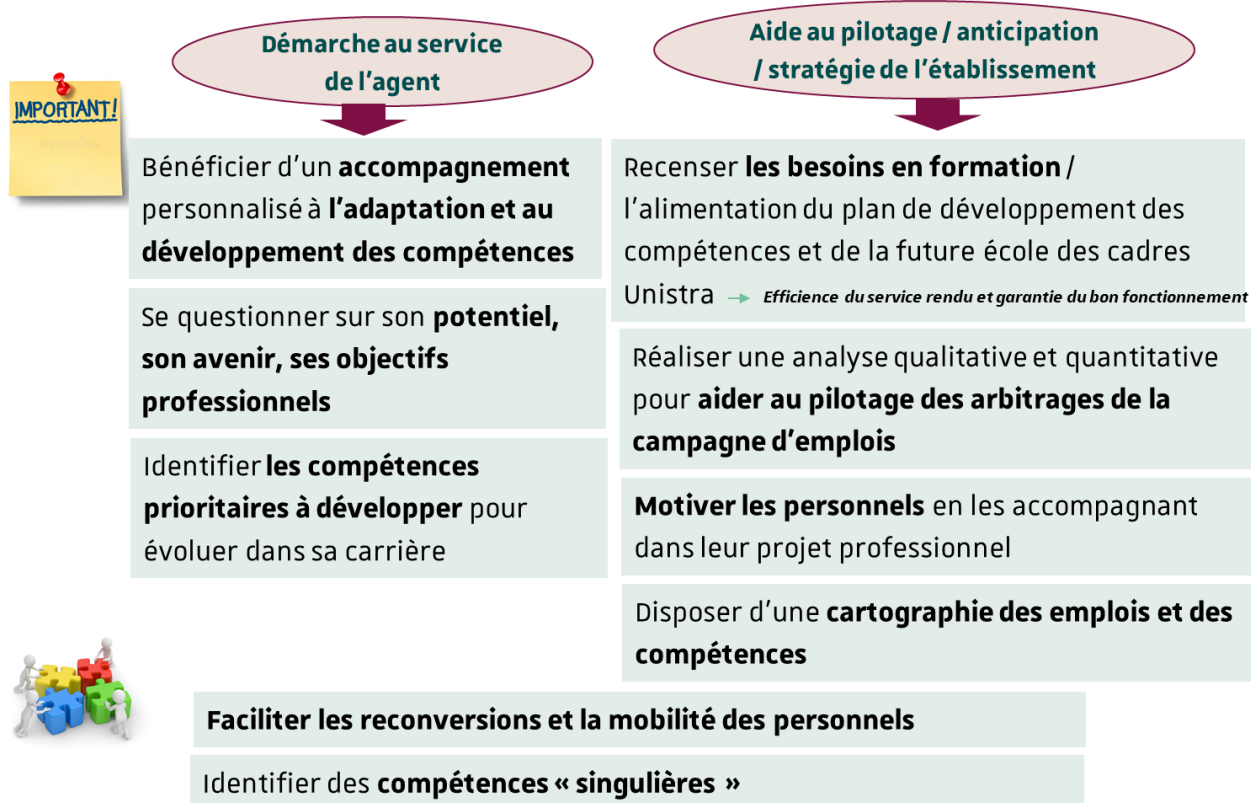 Démarche au service
de l'agent
Aide au pilotage / anticipation
/ stratégie de l'établissement
IMPORTANT!
Bénéficier d'un accompagnement
personnalisé à l'adaptation et au
développement des compétences
Se questionner sur son potentiel,
son avenir, ses objectifs
professionnels
Identifier les compétences
prioritaires à développer pour
évoluer dans sa carrière
Recenser les besoins en formation /
l'alimentation du plan de développement des
compétences et de la future école des cadres
Unistra → Efficience du service rendu et garantie du bon fonctionnement
Réaliser une analyse qualitative et quantitative
pour aider au pilotage des arbitrages de la
campagne d'emplois
Motiver les personnels en les accompagnant
dans leur projet professionnel
Disposer d'une cartographie des emplois et des
compétences
Faciliter les reconversions et la mobilité des personnels
Identifier des compétences « singulières »